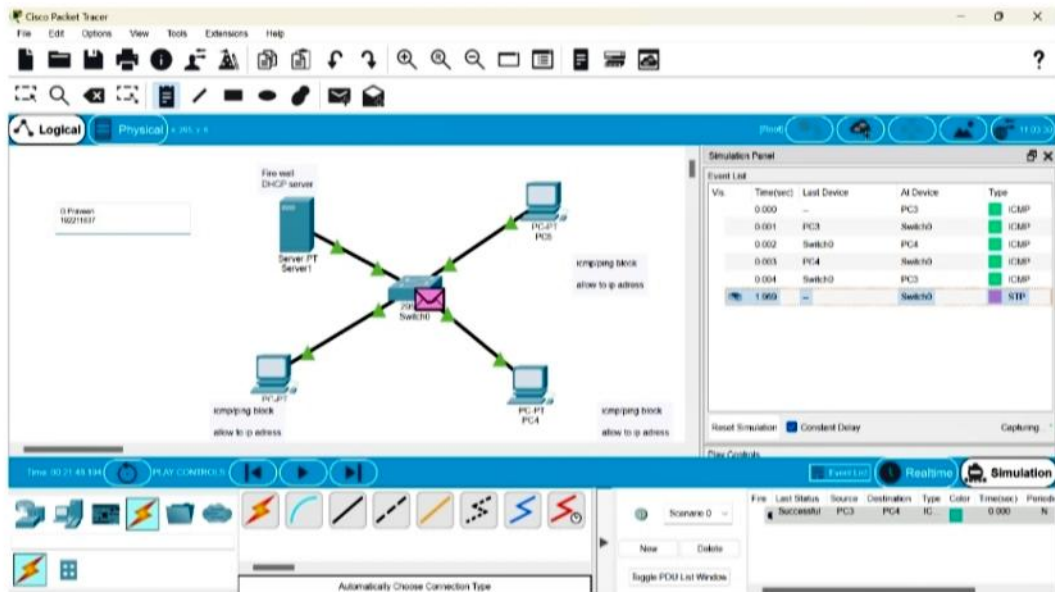 Cisco Packet Tracer
File Edit Options View Tools Extensions Help
?
Logical Physical
[Root]
Simulation Panel
Event List
Vis. Time(sec) Last Device At Device Type
0.000 -- PC3 ICMP
0.001 PC3 Switch0 ICMP
0.002 Switch0 PC4 ICMP
0.003 PC4 Switch0 ICMP
0.004 Switch0 PC3 ICMP
1.969 -- Switch0 STP
Reset Simulation Constant Delay Capturing...
Play Controls
Fire wall
DHCP server
G.Praveen
192211637
Server-PT
Server1
PC-PT
icmp/ping block
allow to ip adress
Switch0
PC-PT
icmp/ping block
allow to ip adress
PC-PT
PC4
icmp/ping block
allow to ip adress
PLAY CONTROLS
Event List Realtime Simulation
Scenario 0
New Delete
Toggle PDU List Window
Fire Last Status Source Destination Type Color Time(sec) Periodic
Successful PC3 PC4 IC... 0.000 N
Automatically Choose Connection Type